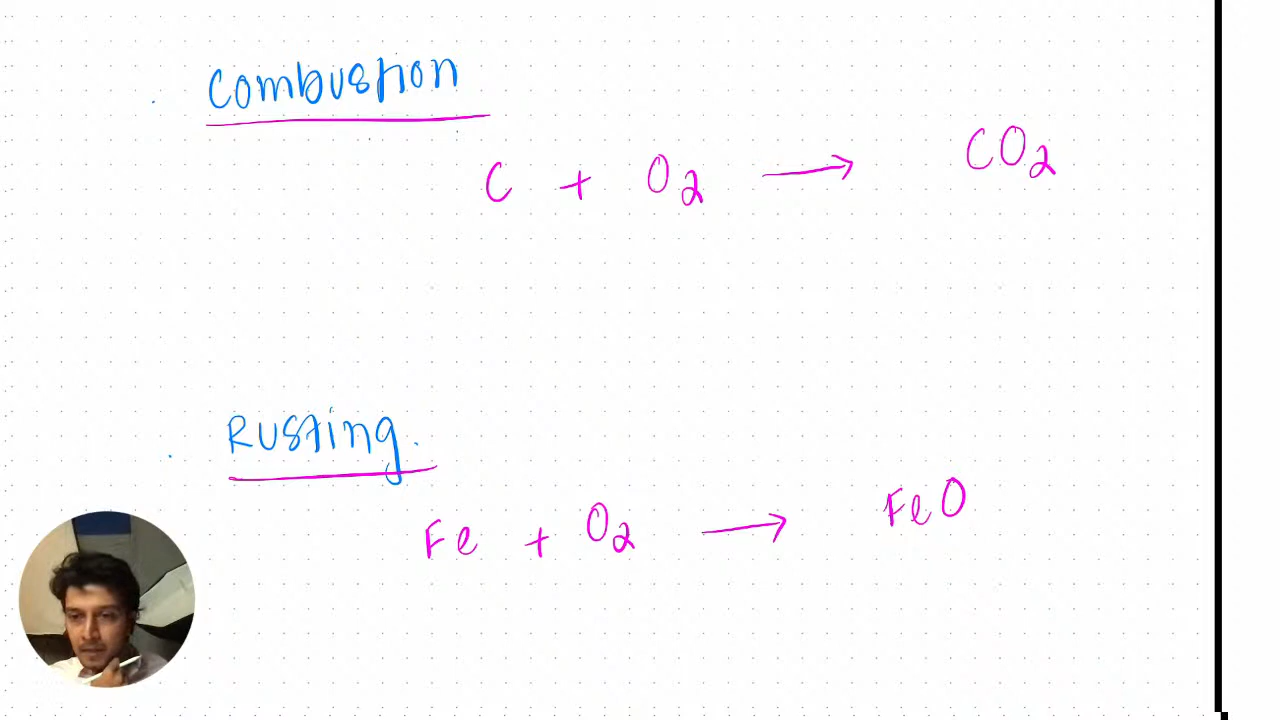 Combustion
C + O2 → CO2
Rusting.
Fe + O2 → FeO